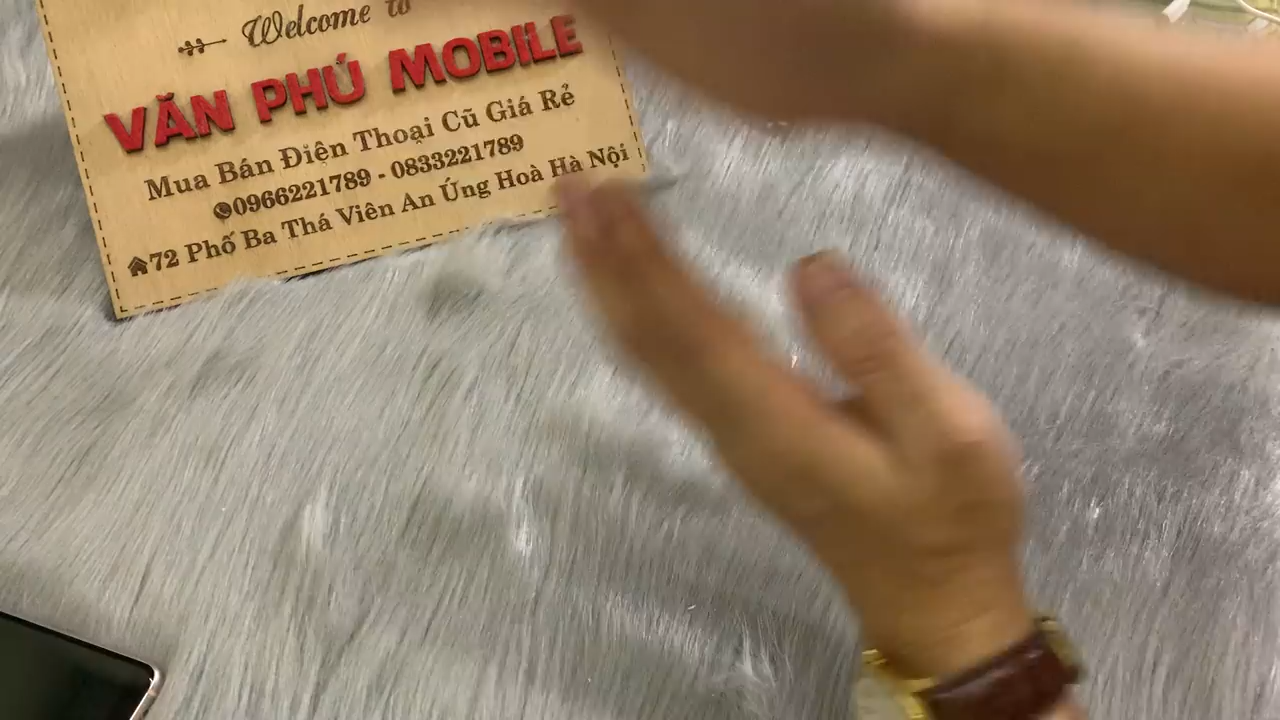 Welcome to
VĂN PHÚ MOBILE
Mua Bán Điện Thoại Cũ Giá Rẻ
0966221789 - 0833221789
72 Phố Ba Thá Viên An Ứng Hoà Hà Nội